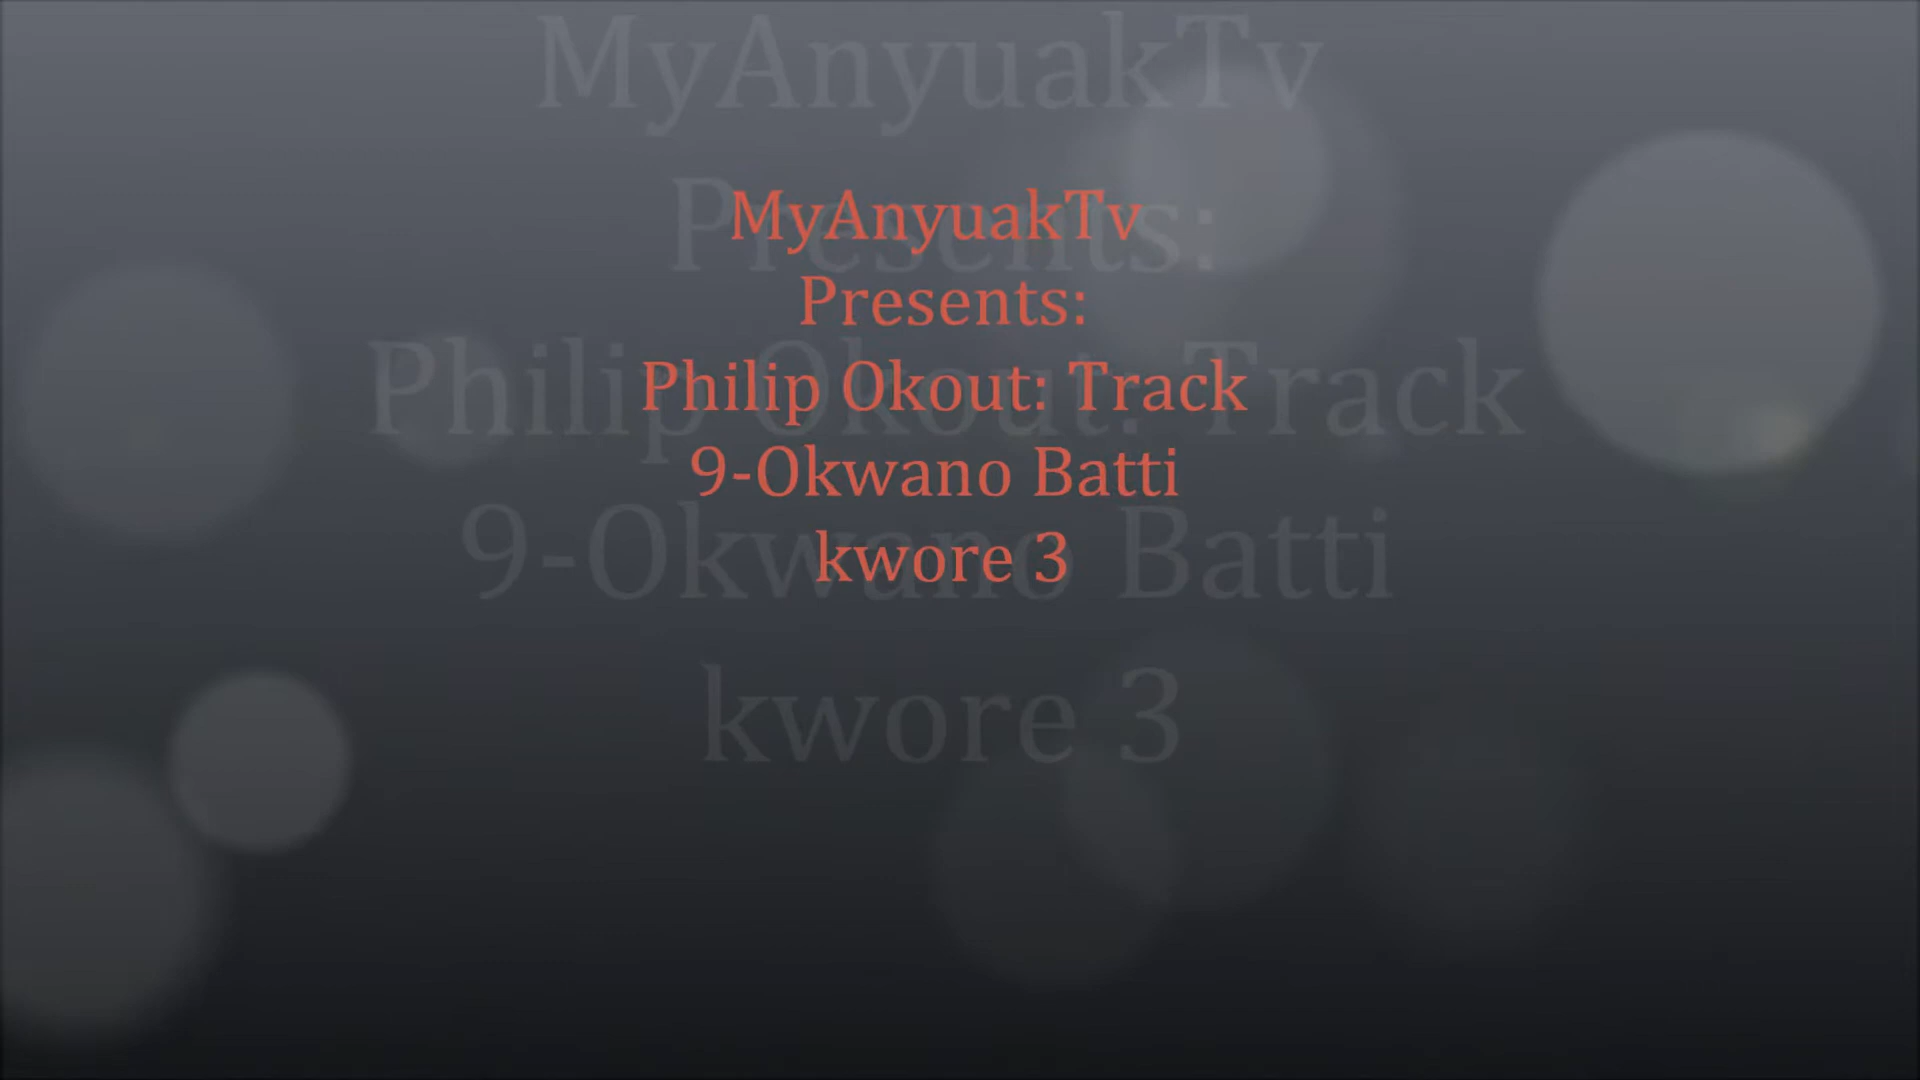 MyAnyuakTv
Presents:
Philip Okout: Track
9-Okwano Batti
kwore 3